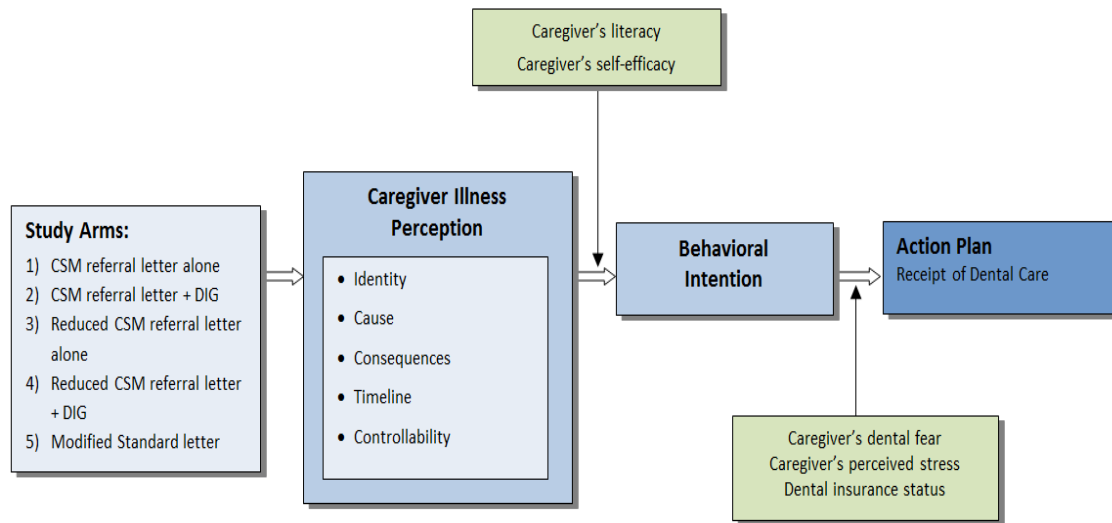 Caregiver's literacy
Caregiver's self-efficacy
Study Arms:
1) CSM referral letter alone
2) CSM referral letter + DIG
3) Reduced CSM referral letter
alone
4) Reduced CSM referral letter
+ DIG
5) Modified Standard letter
Caregiver Illness
Perception
• Identity
• Cause
• Consequences
• Timeline
• Controllability
Behavioral
Intention
Action Plan
Receipt of Dental Care
Caregiver's dental fear
Caregiver's perceived stress
Dental insurance status